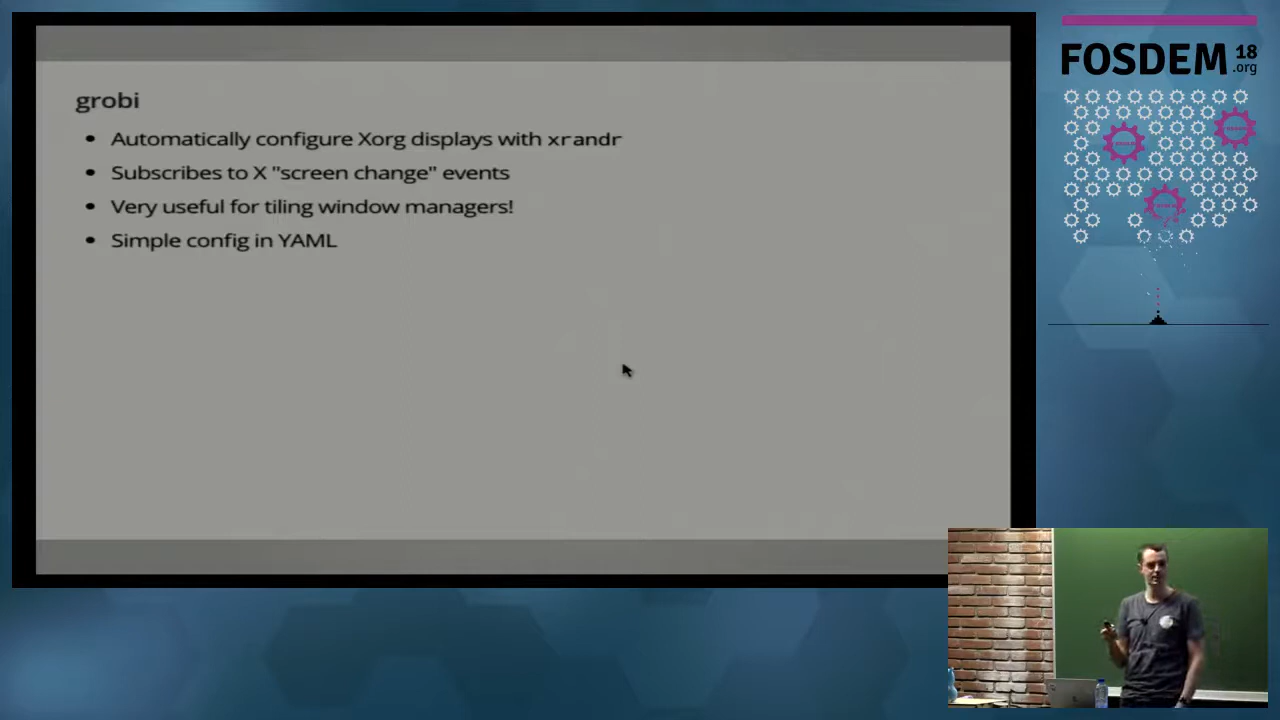 grobi
• Automatically configure Xorg displays with xrandr
• Subscribes to X "screen change" events
• Very useful for tiling window managers!
• Simple config in YAML
FOSDEM 18
.org